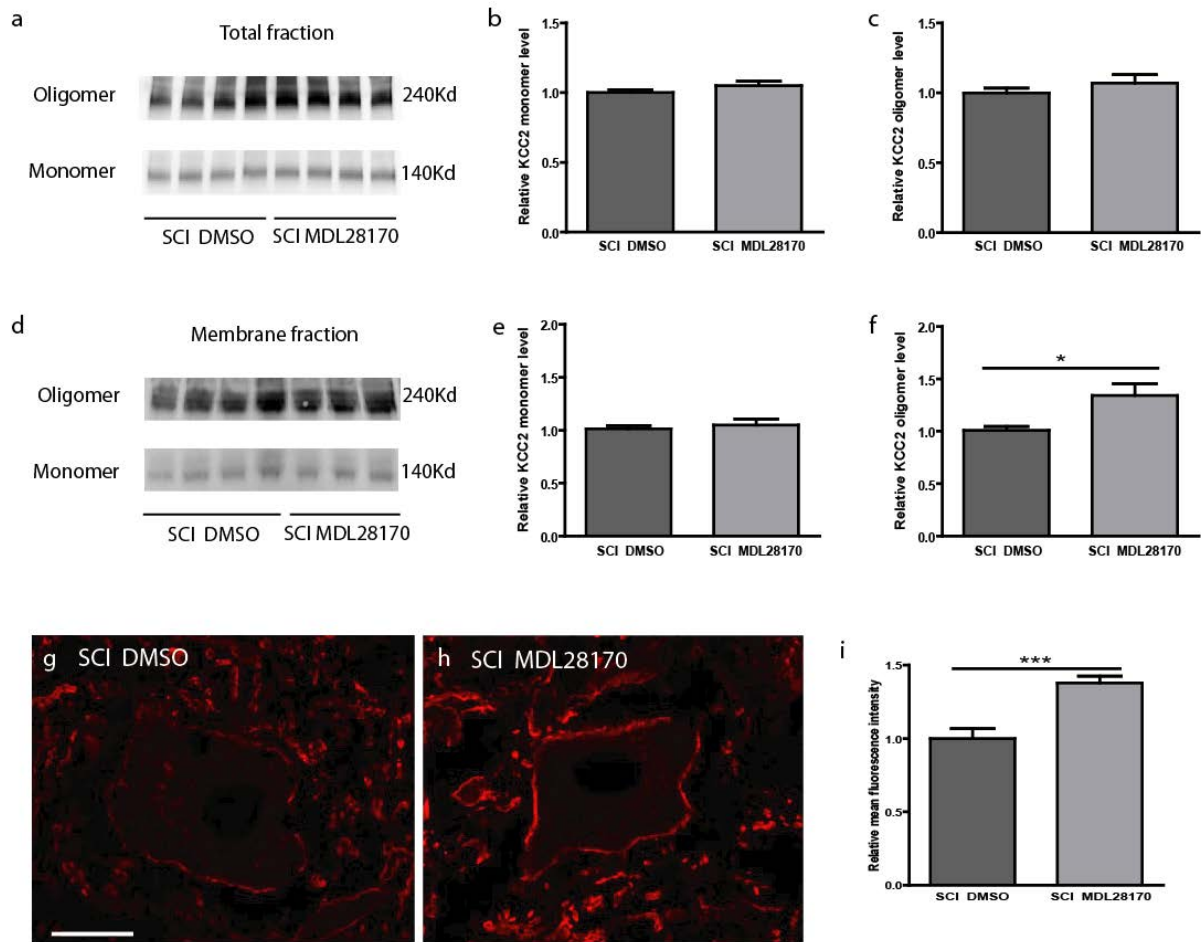 a
Total fraction
Oligomer
240Kd
Monomer
140Kd
SCI DMSO
SCI MDL28170
b
Relative KCC2 monomer level
1.5
1.0
0.5
0.0
SCI DMSO
SCI MDL28170
c
Relative KCC2 oligomer level
1.5
1.0
0.5
0.0
SCI DMSO
SCI MDL28170
d
Membrane fraction
Oligomer
240Kd
Monomer
140Kd
SCI DMSO
SCI MDL28170
e
Relative KCC2 monomer level
2.0
1.5
1.0
0.5
0.0
SCI DMSO
SCI MDL28170
f
Relative KCC2 oligomer level
2.0
1.5
1.0
0.5
0.0
*
SCI DMSO
SCI MDL28170
g SCI DMSO
h SCI MDL28170
i
Relative mean fluorescence intensity
1.5
1.0
0.5
0.0
***
SCI DMSO
SCI MDL28170